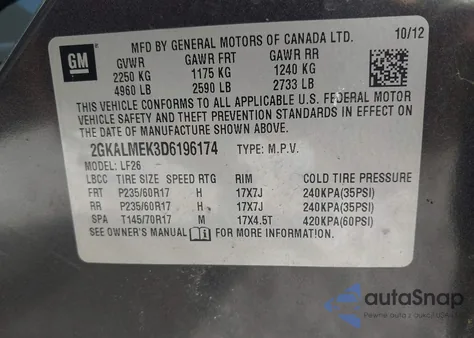 GM
MFD BY GENERAL MOTORS OF CANADA LTD.
10/12
GVWR GAWR FRT GAWR RR
2250 KG 1175 KG 1240 KG
4960 LB 2590 LB 2733 LB
THIS VEHICLE CONFORMS TO ALL APPLICABLE U.S. FEDERAL MOTOR
VEHICLE SAFETY AND THEFT PREVENTION STANDARDS IN EFFECT ON
THE DATE OF MANUFACTURE SHOWN ABOVE.
2GKALMEK3D6196174 TYPE: M.P.V.
MODEL: LF26
LBCC TIRE SIZE SPEED RTG RIM COLD TIRE PRESSURE
FRT P235/60R17 H 17X7J 240KPA(35PSI)
RR P235/60R17 H 17X7J 240KPA(35PSI)
SPA T145/70R17 M 17X4.5T 420KPA(60PSI)
SEE OWNER'S MANUAL FOR MORE INFORMATION.
autoSnap